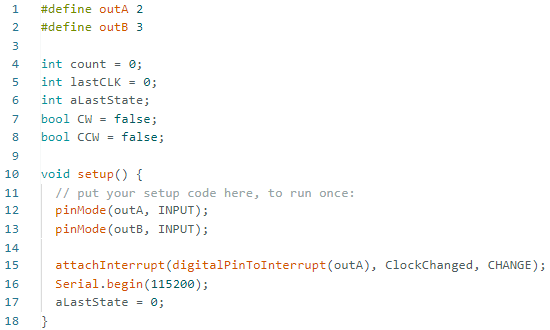 1 #define outA 2
2 #define outB 3
3
4 int count = 0;
5 int lastCLK = 0;
6 int aLastState;
7 bool CW = false;
8 bool CCW = false;
9
10 void setup() {
11   // put your setup code here, to run once:
12   pinMode(outA, INPUT);
13   pinMode(outB, INPUT);
14
15   attachInterrupt(digitalPinToInterrupt(outA), ClockChanged, CHANGE);
16   Serial.begin(115200);
17   aLastState = 0;
18 }